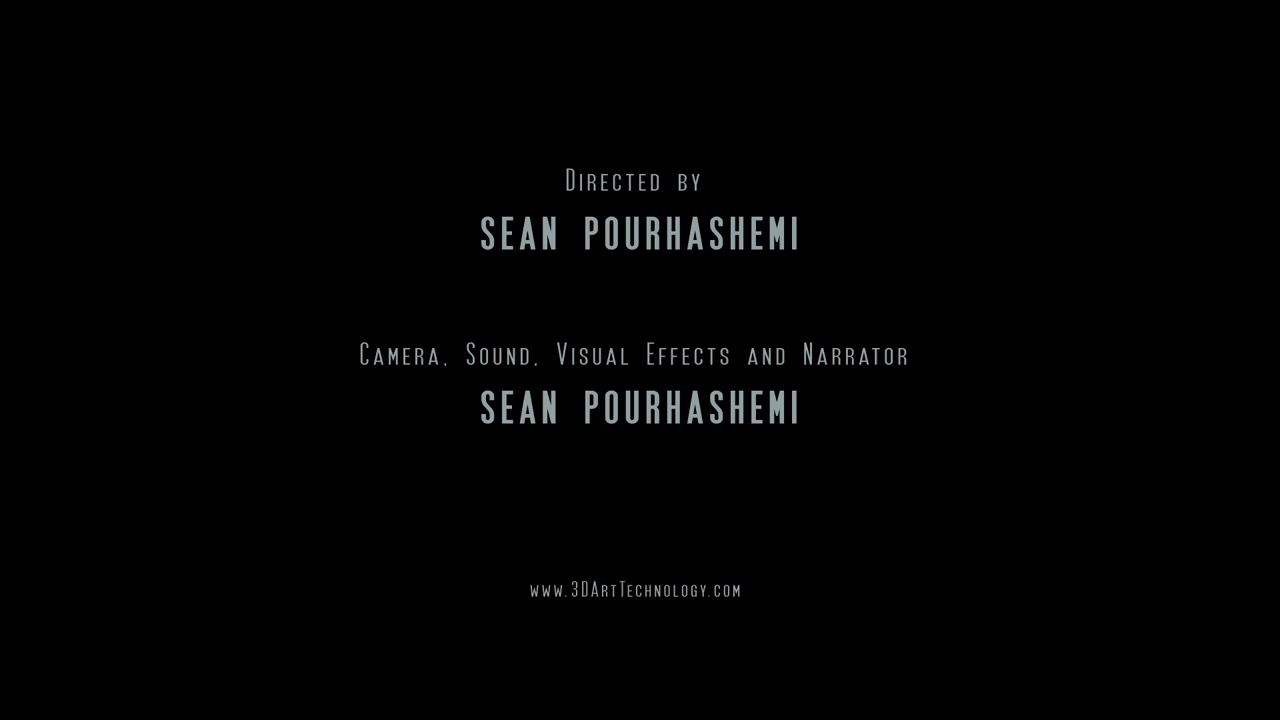 Directed by
SEAN POURHASHEMI
Camera, Sound, Visual Effects and Narrator
SEAN POURHASHEMI
www.3DArtTechnology.com